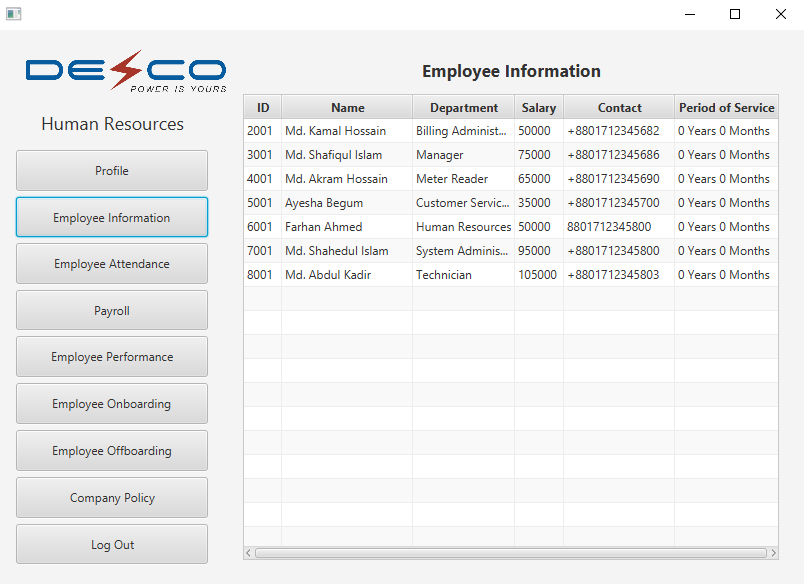 DESCO
POWER IS YOURS
Human Resources
Profile
Employee Information
Employee Attendance
Payroll
Employee Performance
Employee Onboarding
Employee Offboarding
Company Policy
Log Out
Employee Information
ID Name Department Salary Contact Period of Service
2001 Md. Kamal Hossain Billing Administ... 50000 +8801712345682 0 Years 0 Months
3001 Md. Shafiqul Islam Manager 75000 +8801712345686 0 Years 0 Months
4001 Md. Akram Hossain Meter Reader 65000 +8801712345690 0 Years 0 Months
5001 Ayesha Begum Customer Servic... 35000 +8801712345700 0 Years 0 Months
6001 Farhan Ahmed Human Resources 50000 8801712345800 0 Years 0 Months
7001 Md. Shahedul Islam System Adminis... 95000 +8801712345800 0 Years 0 Months
8001 Md. Abdul Kadir Technician 105000 +8801712345803 0 Years 0 Months